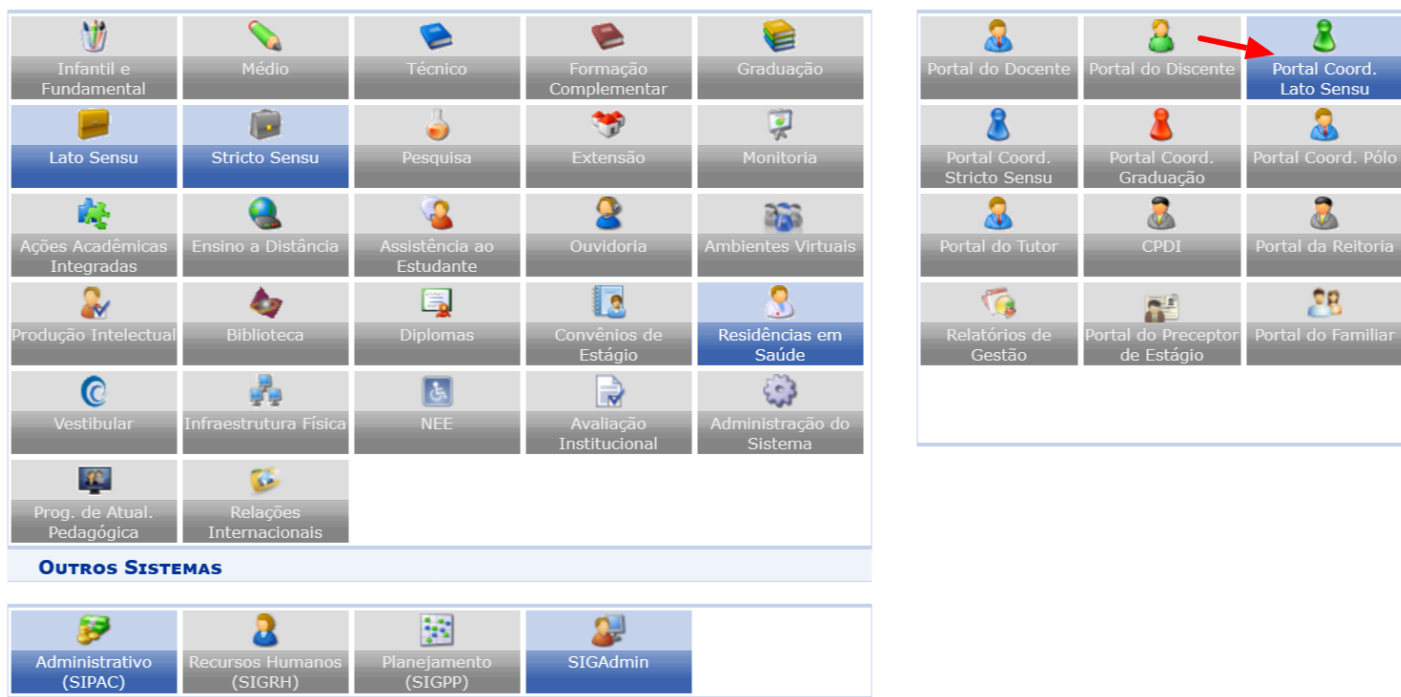 Infantil e
Fundamental
Médio
Técnico
Formação
Complementar
Graduação
Lato Sensu
Stricto Sensu
Pesquisa
Extensão
Monitoria
Ações Acadêmicas
Integradas
Ensino a Distância
Assistência ao
Estudante
Ouvidoria
Ambientes Virtuais
Produção Intelectual
Biblioteca
Diplomas
Convênios de
Estágio
Residências em
Saúde
Vestibular
Infraestrutura Física
NEE
Avaliação
Institucional
Administração do
Sistema
Prog. de Atual.
Pedagógica
Relações
Internacionais
OUTROS SISTEMAS
Administrativo
(SIPAC)
Recursos Humanos
(SIGRH)
Planejamento
(SIGPP)
SIGAdmin
Portal do Docente
Portal do Discente
Portal Coord.
Lato Sensu
Portal Coord.
Stricto Sensu
Portal Coord.
Graduação
Portal Coord. Pólo
Portal do Tutor
CPDI
Portal da Reitoria
Relatórios de
Gestão
Portal do Preceptor
de Estágio
Portal do Familiar